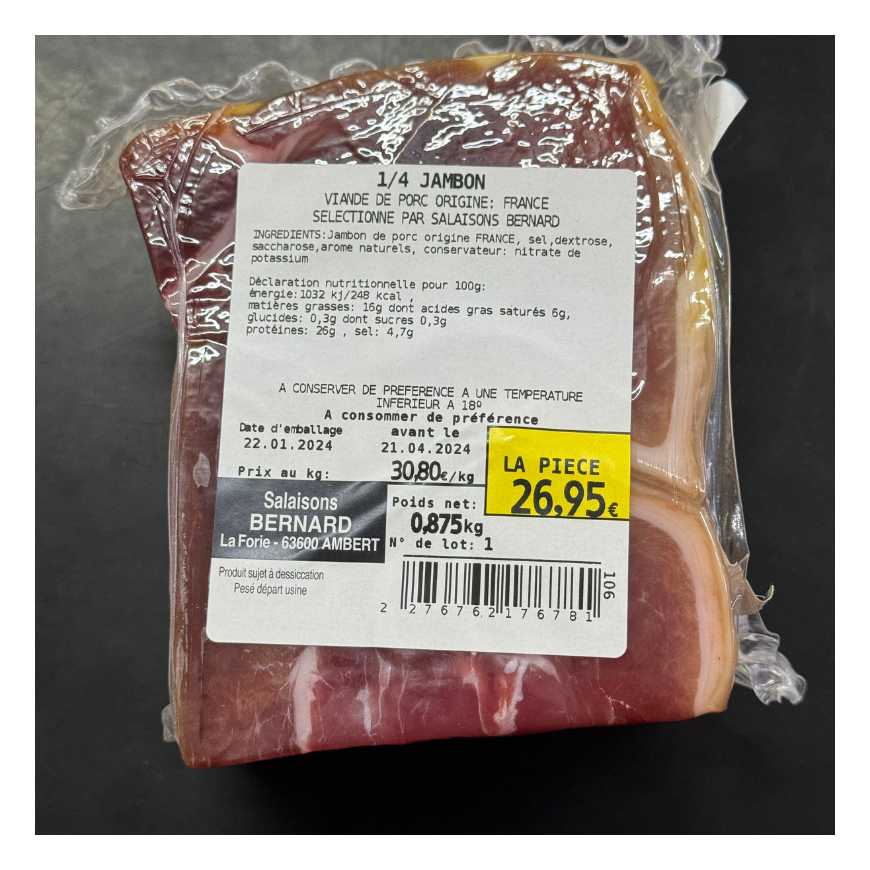 1/4 JAMBON
VIANDE DE PORC ORIGINE: FRANCE
SELECTIONNE PAR SALAISONS BERNARD
INGREDIENTS:Jambon de porc origine FRANCE, sel,dextrose,
saccharose,arome naturels, conservateur: nitrate de
potassium
Déclaration nutritionnelle pour 100g:
énergie:1032 kj/248 kcal ,
matières grasses: 16g dont acides gras saturés 6g,
glucides: 0,3g dont sucres 0,3g
protéines: 26g , sel: 4,7g
A CONSERVER DE PREFERENCE A UNE TEMPERATURE
INFERIEUR A 18º
A consommer de préférence
Date d'emballage avant le
22.01.2024 21.04.2024
Prix au kg: 30,80€/kg
LA PIECE
26,95€
Salaisons
BERNARD
La Forie - 63600 AMBERT
Poids net:
0,875kg
N° de lot: 1
Produit sujet à dessiccation
Pesé départ usine
2 276762 176781
106